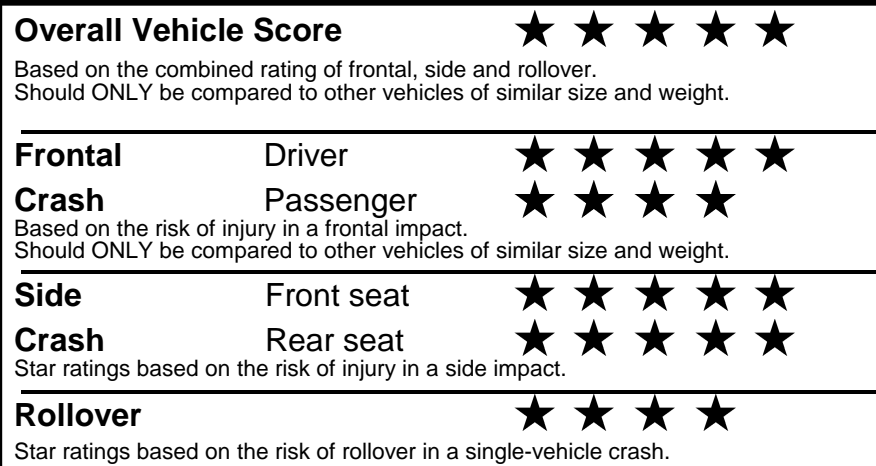 Overall Vehicle Score ★ ★ ★ ★ ★
Based on the combined rating of frontal, side and rollover.
Should ONLY be compared to other vehicles of similar size and weight.
Frontal Driver ★ ★ ★ ★ ★
Crash Passenger ★ ★ ★ ★
Based on the risk of injury in a frontal impact.
Should ONLY be compared to other vehicles of similar size and weight.
Side Front seat ★ ★ ★ ★ ★
Crash Rear seat ★ ★ ★ ★ ★
Star ratings based on the risk of injury in a side impact.
Rollover ★ ★ ★ ★
Star ratings based on the risk of rollover in a single-vehicle crash.